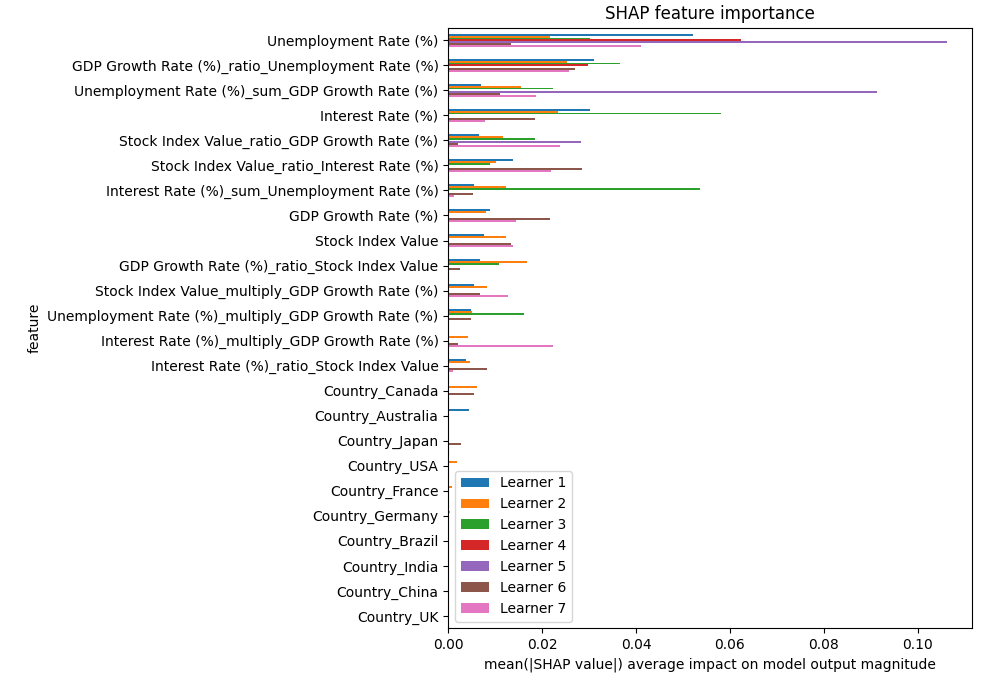 SHAP feature importance
Unemployment Rate (%)
GDP Growth Rate (%)_ratio_Unemployment Rate (%)
Unemployment Rate (%)_sum_GDP Growth Rate (%)
Interest Rate (%)
Stock Index Value_ratio_GDP Growth Rate (%)
Stock Index Value_ratio_Interest Rate (%)
Interest Rate (%)_sum_Unemployment Rate (%)
GDP Growth Rate (%)
Stock Index Value
GDP Growth Rate (%)_ratio_Stock Index Value
Stock Index Value_multiply_GDP Growth Rate (%)
Unemployment Rate (%)_multiply_GDP Growth Rate (%)
Interest Rate (%)_multiply_GDP Growth Rate (%)
Interest Rate (%)_ratio_Stock Index Value
Country_Canada
Country_Australia
Country_Japan
Country_USA
Country_France
Country_Germany
Country_Brazil
Country_India
Country_China
Country_UK
feature
Learner 1
Learner 2
Learner 3
Learner 4
Learner 5
Learner 6
Learner 7
0.00 0.02 0.04 0.06 0.08 0.10
mean(|SHAP value|) average impact on model output magnitude